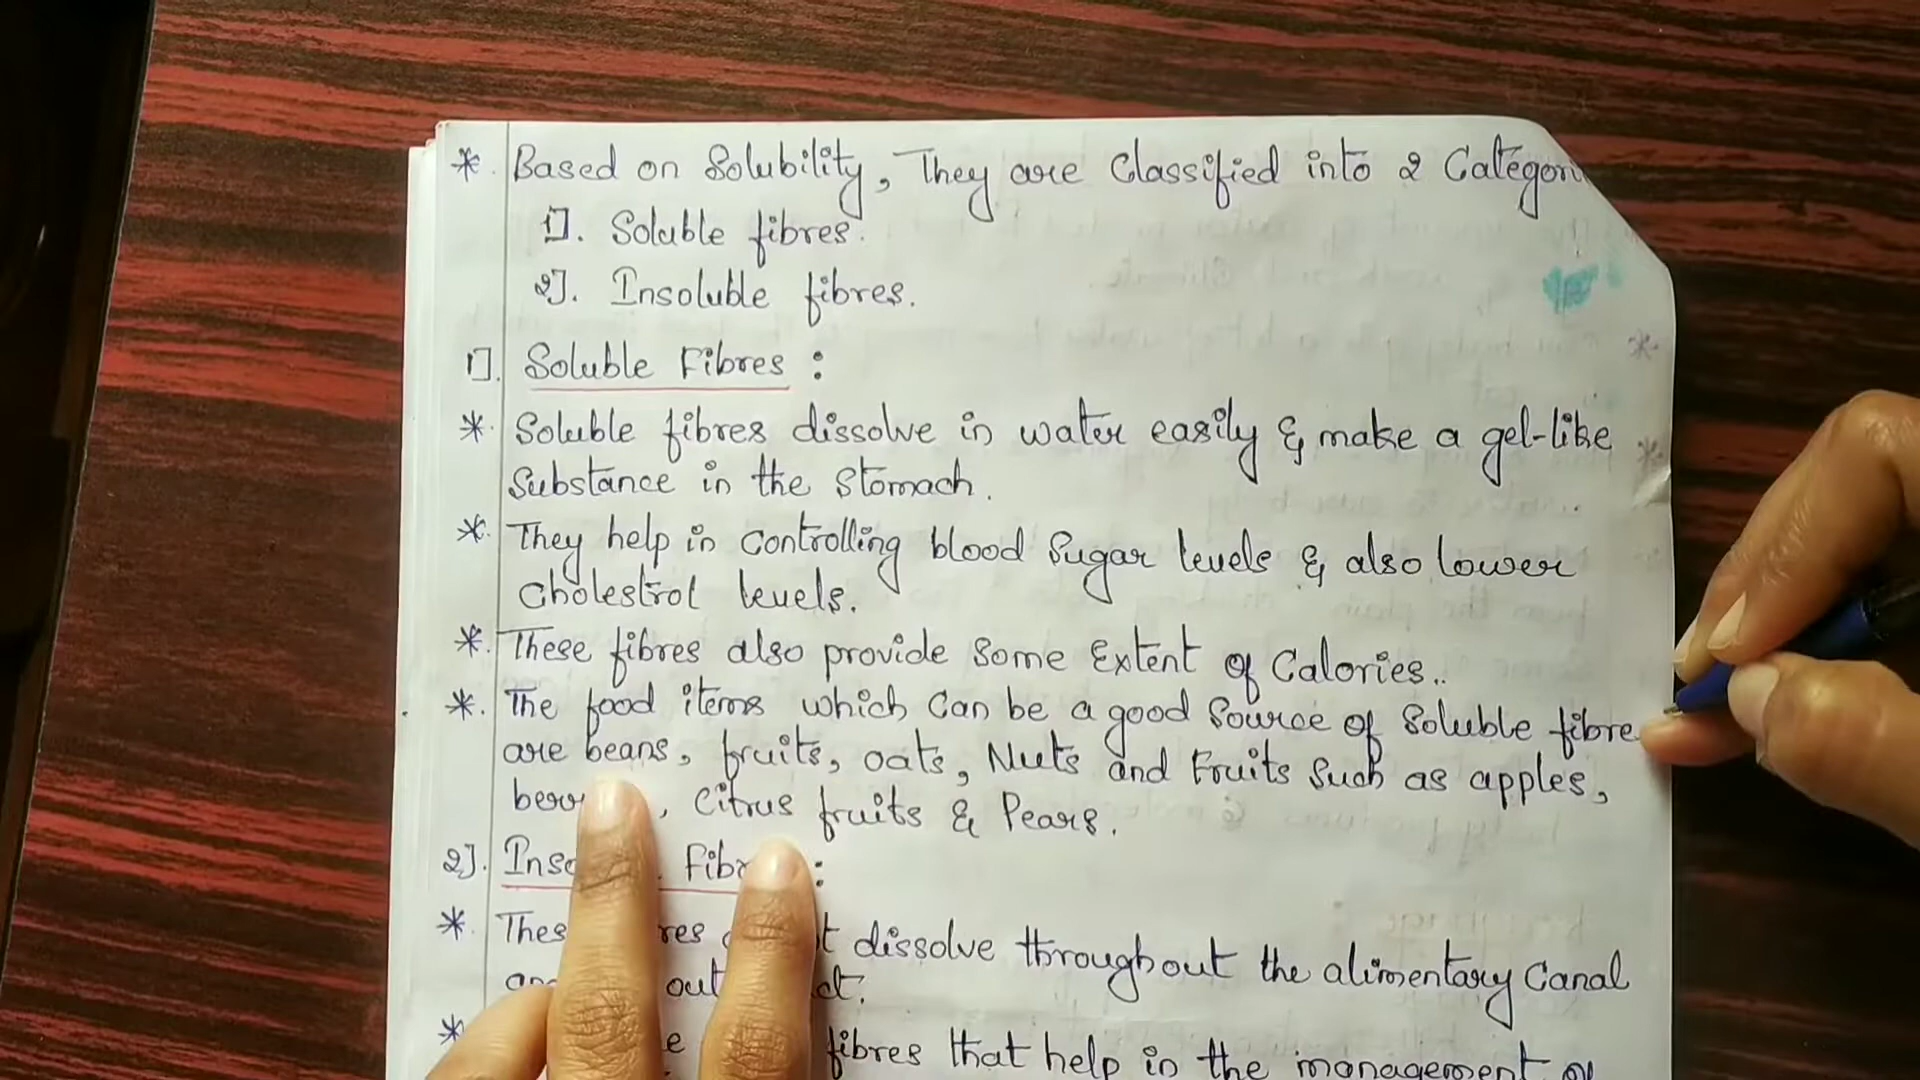 *. Based on Solubility, They are Classified into 2 Categori
1]. Soluble fibres.
2]. Insoluble fibres.
1]. Soluble Fibres :
*. Soluble fibres dissolve in water easily & make a gel-like
Substance in the Stomach.
*. They help in controlling blood Sugar levels & also lower
Cholestrol levels.
*. These fibres also provide Some Extent of Calories..
*. The food items which Can be a good Source of Soluble fibre
are beans, fruits, oats, Nuts and Fruits Such as apples,
, Citrus fruits & Pears.
2]. :
* dissolve throughout the alimentary Canal
out
* fibres that help in the management of